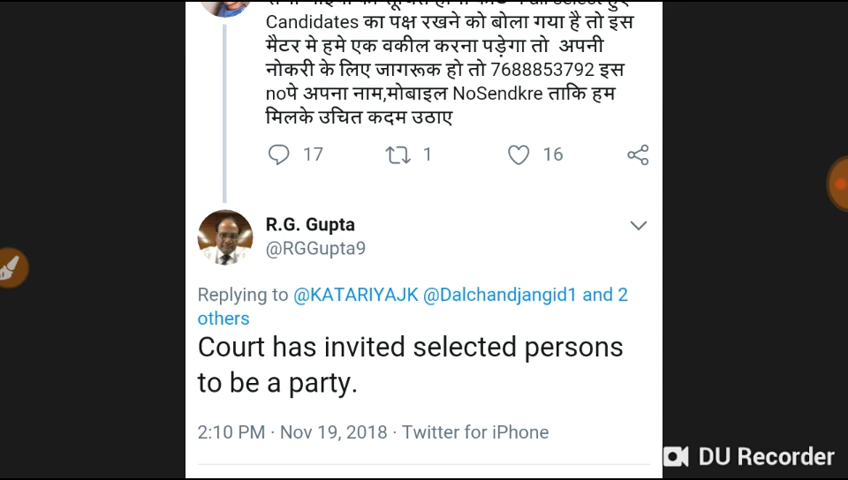 Candidates का पक्ष रखने को बोला गया है तो इस
मैटर मे हमे एक वकील करना पड़ेगा तो अपनी
नोकरी के लिए जागरूक हो तो 7688853792 इस
noपे अपना नाम,मोबाइल NoSendkre ताकि हम
मिलके उचित कदम उठाए
17 1 16
R.G. Gupta
@RGGupta9
Replying to @KATARIYAJK @Dalchandjangid1 and 2
others
Court has invited selected persons
to be a party.
2:10 PM · Nov 19, 2018 · Twitter for iPhone
DU Recorder